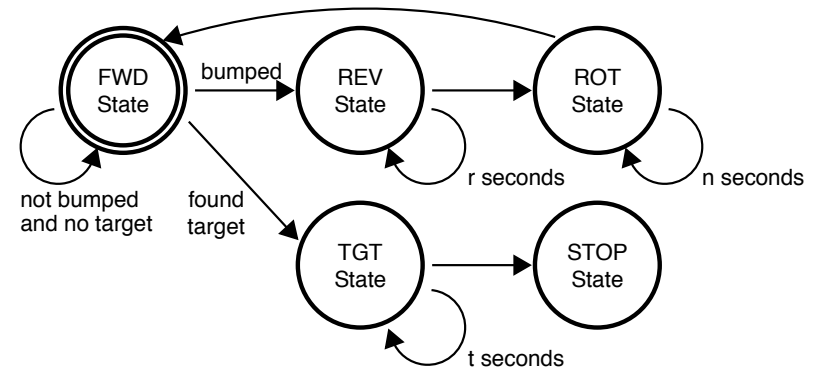 FWD
State
bumped
REV
State
ROT
State
not bumped
and no target
r seconds
n seconds
found
target
TGT
State
STOP
State
t seconds